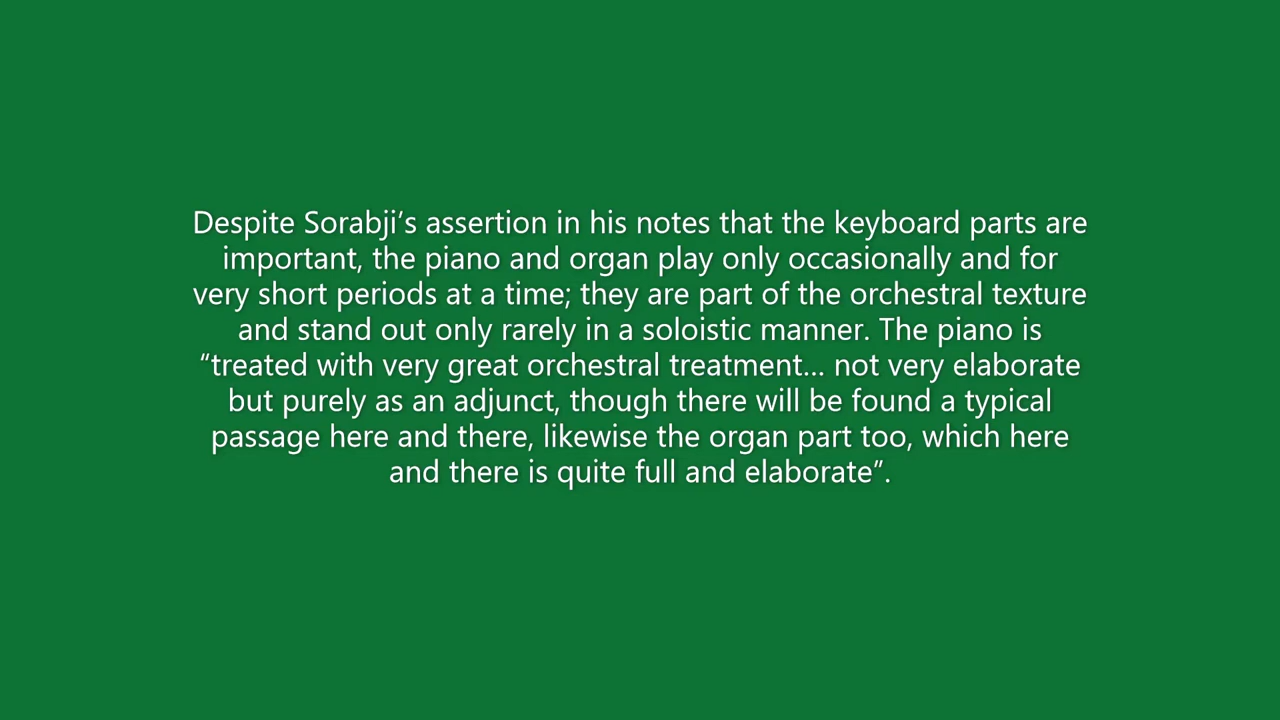 Despite Sorabji’s assertion in his notes that the keyboard parts are
important, the piano and organ play only occasionally and for
very short periods at a time; they are part of the orchestral texture
and stand out only rarely in a soloistic manner. The piano is
“treated with very great orchestral treatment… not very elaborate
but purely as an adjunct, though there will be found a typical
passage here and there, likewise the organ part too, which here
and there is quite full and elaborate”.